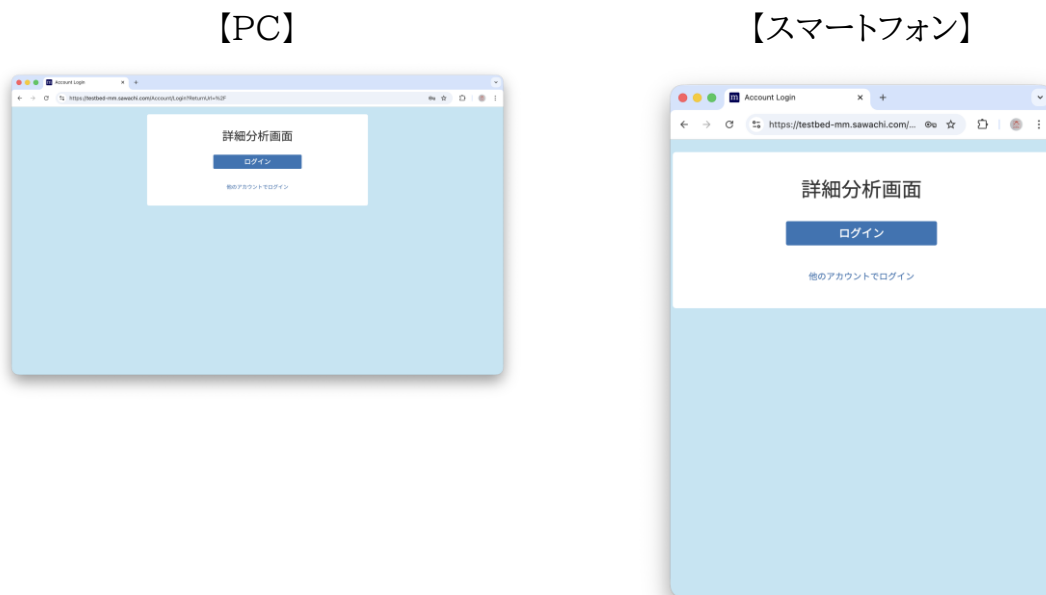 【PC】
Account Login
https://testbed-mm.sawachi.com/Account/Login?ReturnUrl=%2F
詳細分析画面
ログイン
他のアカウントでログイン
【スマートフォン】
m Account Login
https://testbed-mm.sawachi.com/...
詳細分析画面
ログイン
他のアカウントでログイン